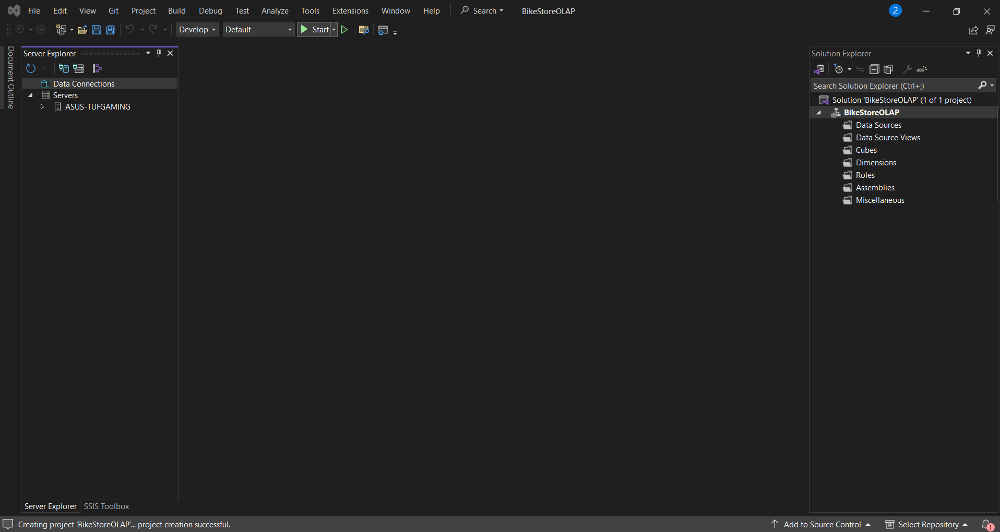 File Edit View Git Project Build Debug Test Analyze Tools Extensions Window Help Search BikeStoreOLAP 2
Develop Default Start
Document Outline
Server Explorer
Data Connections
Servers
ASUS-TUFGAMING
Server Explorer SSIS Toolbox
Solution Explorer
Search Solution Explorer (Ctrl+;)
Solution 'BikeStoreOLAP' (1 of 1 project)
BikeStoreOLAP
Data Sources
Data Source Views
Cubes
Dimensions
Roles
Assemblies
Miscellaneous
Creating project 'BikeStoreOLAP'... project creation successful. Add to Source Control Select Repository 1